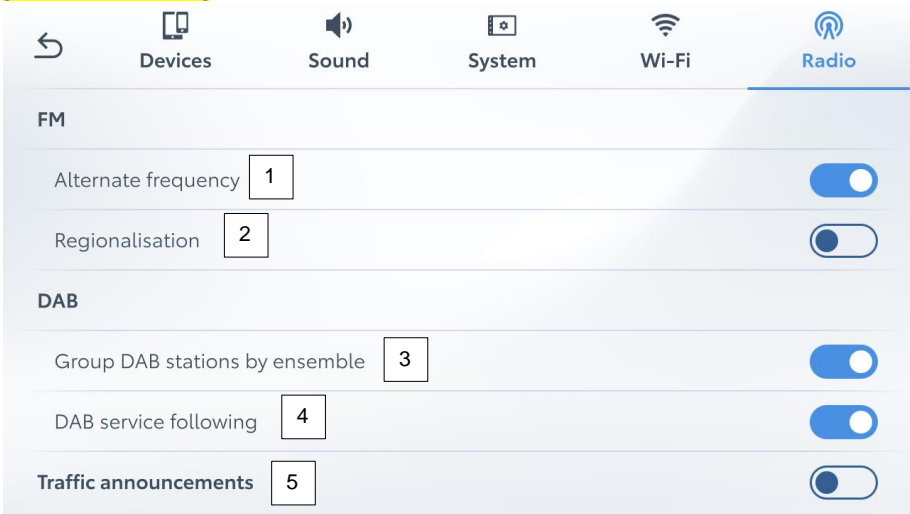 Devices
Sound
System
Wi-Fi
Radio
FM
Alternate frequency 1
Regionalisation 2
DAB
Group DAB stations by ensemble 3
DAB service following 4
Traffic announcements 5